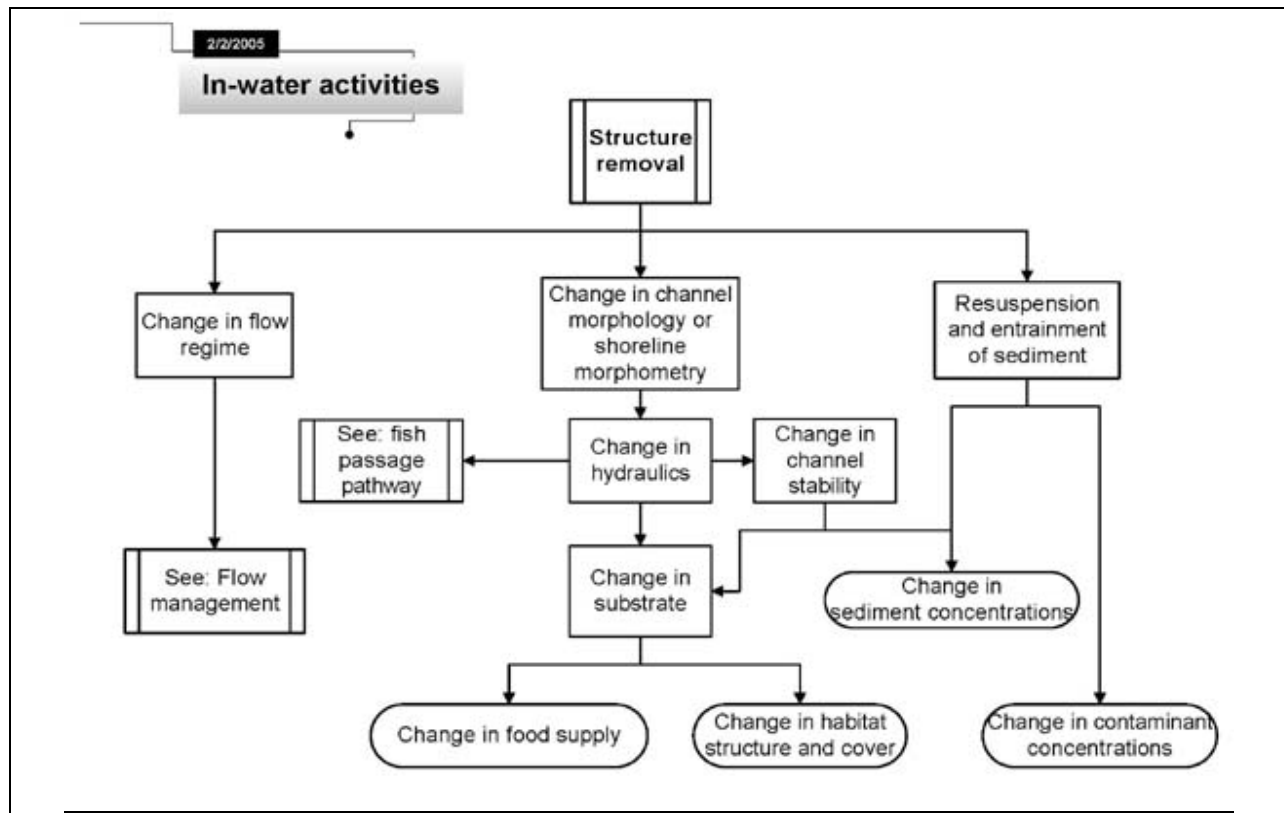 2/2/2005
In-water activities
Structure
removal
Change in flow
regime
Change in channel
morphology or
shoreline
morphometry
Resuspension
and entrainment
of sediment
See: fish
passage
pathway
Change in
hydraulics
Change in
channel
stability
See: Flow
management
Change in
substrate
Change in
sediment concentrations
Change in food supply
Change in habitat
structure and cover
Change in contaminant
concentrations